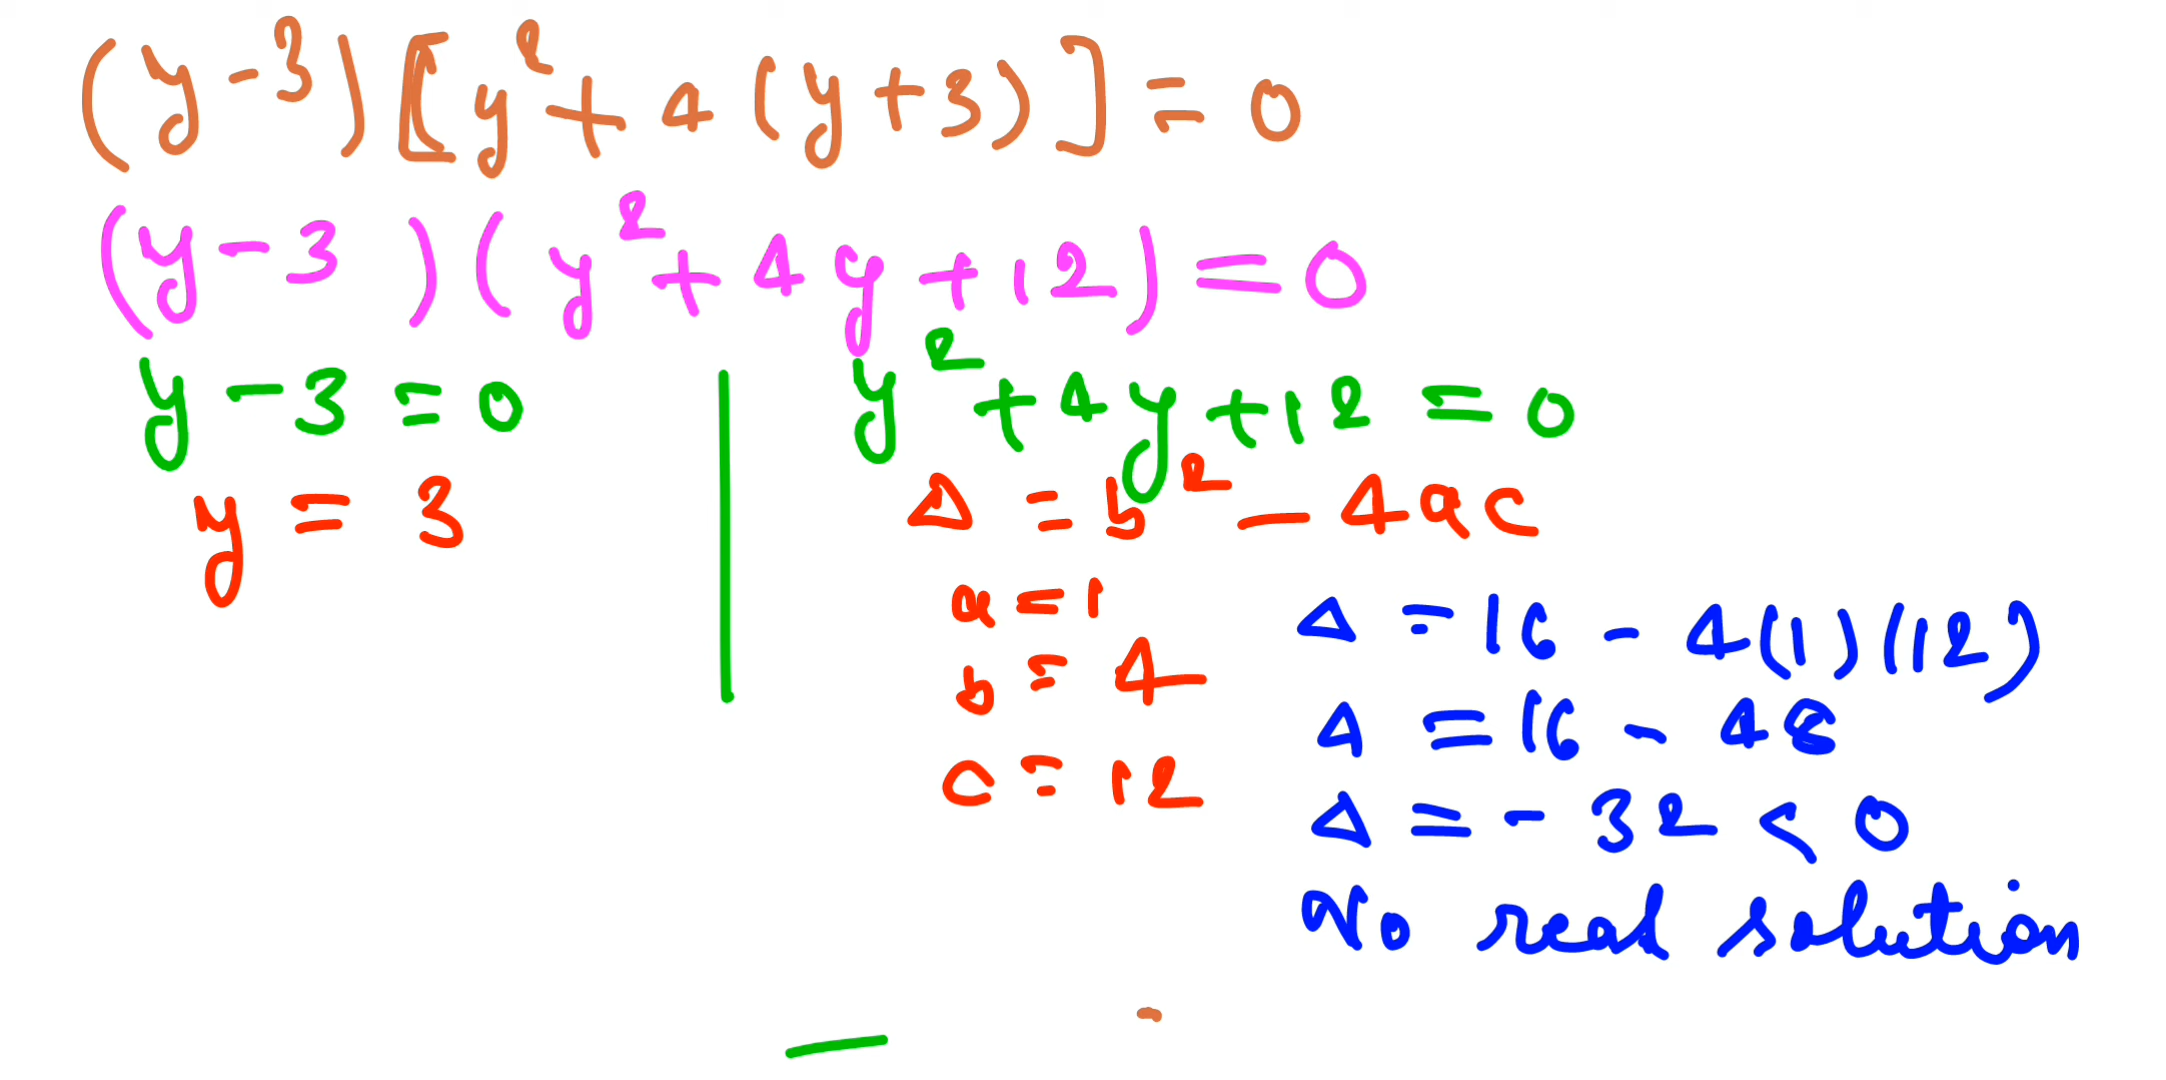 (y-3)[y²+4(y+3)]=0
(y-3)(y²+4y+12)=0
y-3=0
y=3
y²+4y+12=0
Δ=b²-4ac
a=1
b=4
c=12
Δ=16-4(1)(12)
Δ=16-48
Δ=-32<0
No real solution